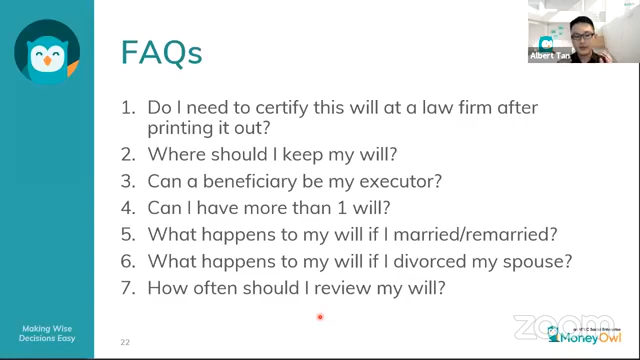 Albert Tan
FAQs
1. Do I need to certify this will at a law firm after
printing it out?
2. Where should I keep my will?
3. Can a beneficiary be my executor?
4. Can I have more than 1 will?
5. What happens to my will if I married/remarried?
6. What happens to my will if I divorced my spouse?
7. How often should I review my will?
Making Wise
Decisions Easy
22
zoom
MoneyOwl